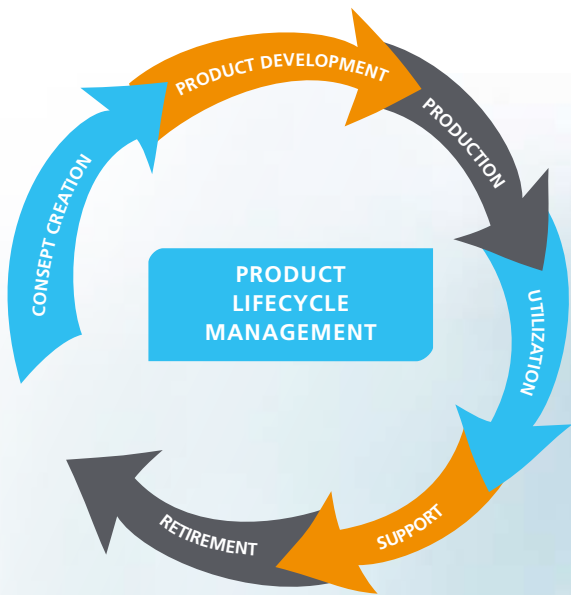 PRODUCT DEVELOPMENT
PRODUCTION
CONSEPT CREATION
PRODUCT
LIFECYCLE
MANAGEMENT
UTILIZATION
SUPPORT
RETIREMENT